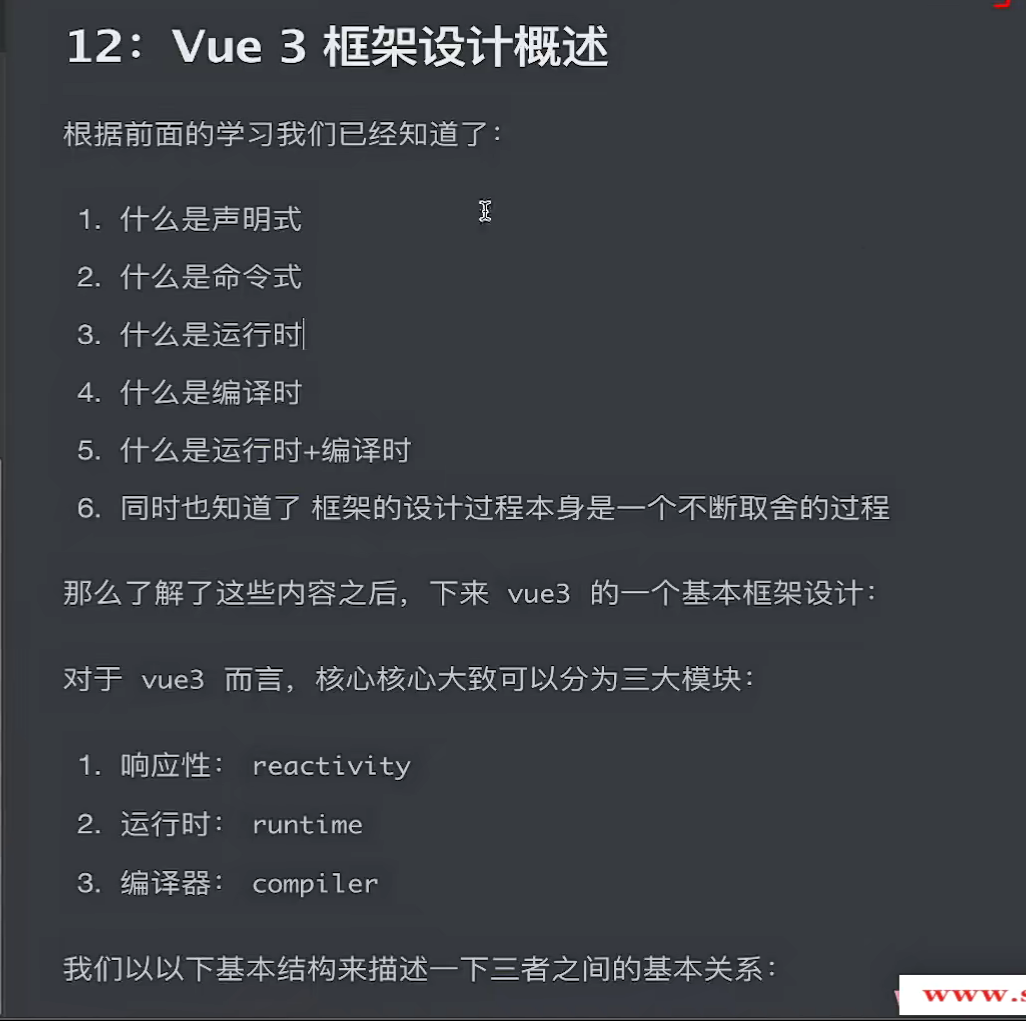 12：Vue 3 框架设计概述
根据前面的学习我们已经知道了：
1. 什么是声明式
2. 什么是命令式
3. 什么是运行时
4. 什么是编译时
5. 什么是运行时+编译时
6. 同时也知道了 框架的设计过程本身是一个不断取舍的过程
那么了解了这些内容之后，下来 vue3 的一个基本框架设计：
对于 vue3 而言，核心核心大致可以分为三大模块：
1. 响应性： reactivity
2. 运行时： runtime
3. 编译器： compiler
我们以以下基本结构来描述一下三者之间的基本关系：
www.s